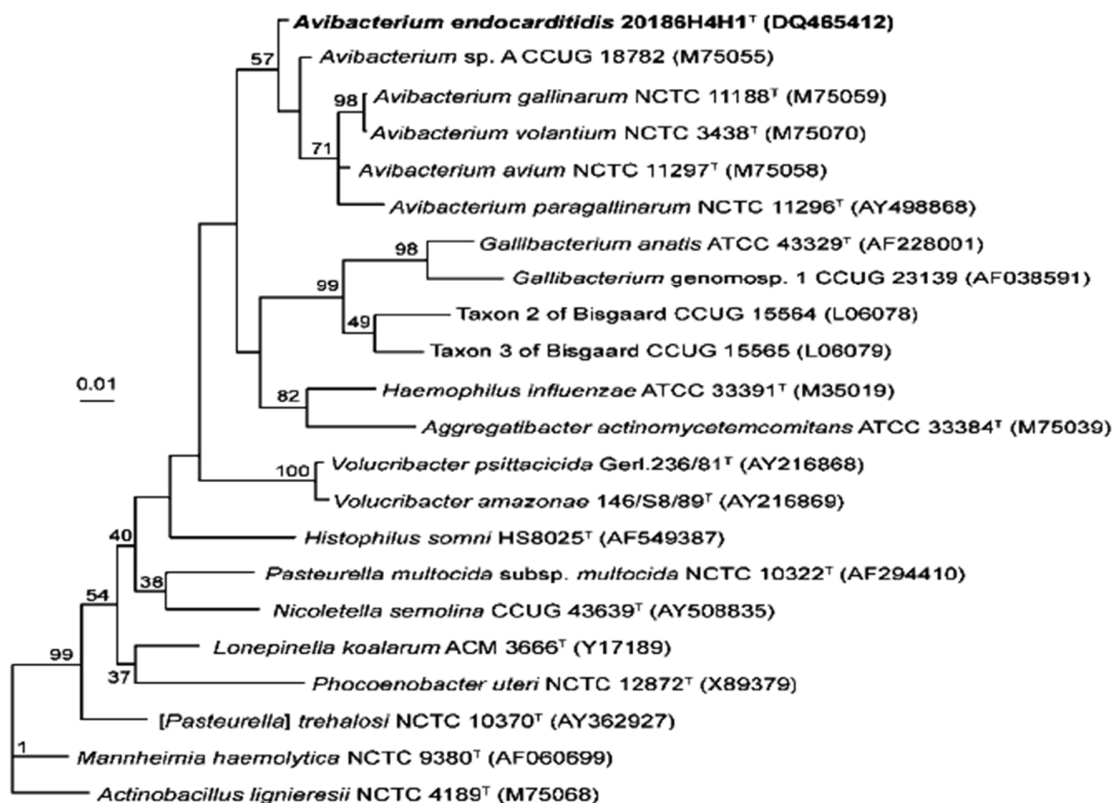 Avibacterium endocarditidis 20186H4H1ᵀ (DQ465412)
57
Avibacterium sp. A CCUG 18782 (M75055)
98
Avibacterium gallinarum NCTC 11188ᵀ (M75059)
Avibacterium volantium NCTC 3438ᵀ (M75070)
71
Avibacterium avium NCTC 11297ᵀ (M75058)
Avibacterium paragallinarum NCTC 11296ᵀ (AY498868)
98
Gallibacterium anatis ATCC 43329ᵀ (AF228001)
Gallibacterium genomosp. 1 CCUG 23139 (AF038591)
99
Taxon 2 of Bisgaard CCUG 15564 (L06078)
49
Taxon 3 of Bisgaard CCUG 15565 (L06079)
0.01
Haemophilus influenzae ATCC 33391ᵀ (M35019)
82
Aggregatibacter actinomycetemcomitans ATCC 33384ᵀ (M75039)
Volucribacter psittacicida Gerl.236/81ᵀ (AY216868)
100
Volucribacter amazonae 146/S8/89ᵀ (AY216869)
Histophilus somni HS8025ᵀ (AF549387)
40
Pasteurella multocida subsp. multocida NCTC 10322ᵀ (AF294410)
38
Nicoletella semolina CCUG 43639ᵀ (AY508835)
54
Lonepinella koalarum ACM 3666ᵀ (Y17189)
99
37
Phocoenobacter uteri NCTC 12872ᵀ (X89379)
[Pasteurella] trehalosi NCTC 10370ᵀ (AY362927)
1
Mannheimia haemolytica NCTC 9380ᵀ (AF060699)
Actinobacillus lignieresii NCTC 4189ᵀ (M75068)